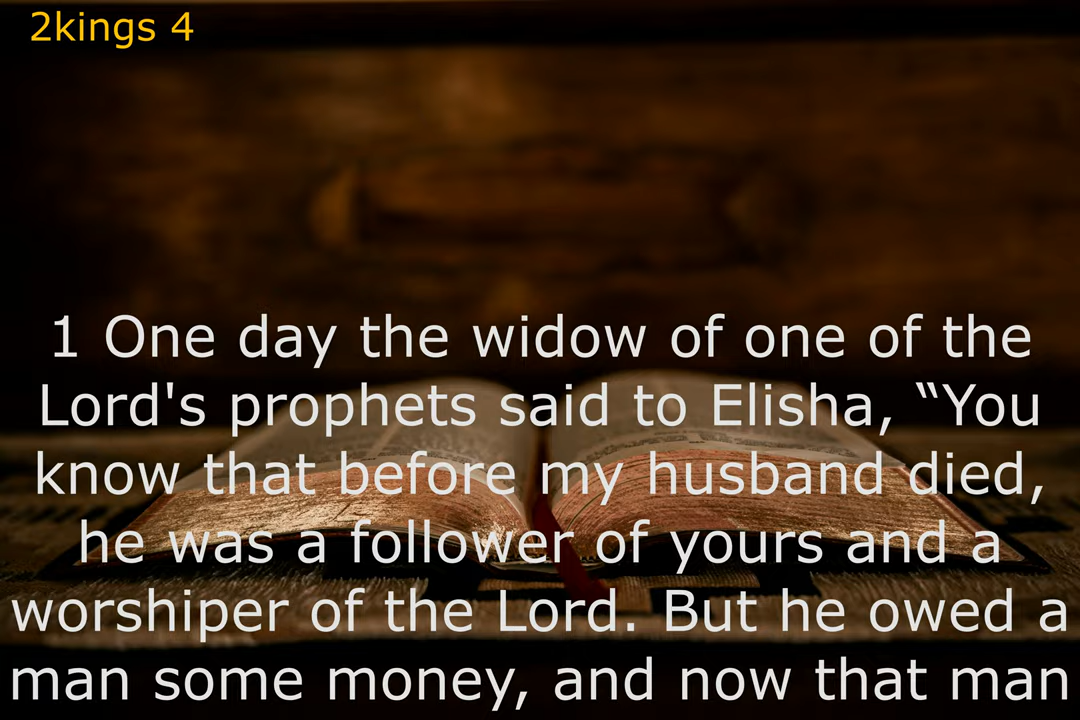 2kings 4
1 One day the widow of one of the
Lord's prophets said to Elisha, “You
know that before my husband died,
he was a follower of yours and a
worshiper of the Lord. But he owed a
man some money, and now that man